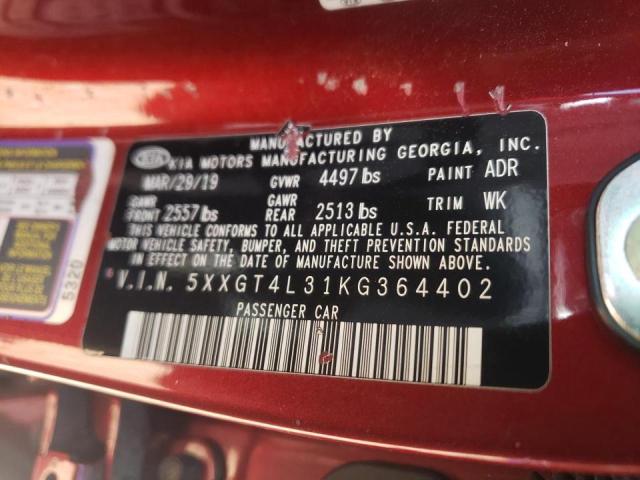 MANUFACTURED BY
KIA KIA MOTORS MANUFACTURING GEORGIA, INC.
MAR/29/19 GVWR 4497 lbs PAINT ADR
GAWR FRONT 2557 lbs GAWR REAR 2513 lbs TRIM WK
THIS VEHICLE CONFORMS TO ALL APPLICABLE U.S.A. FEDERAL
MOTOR VEHICLE SAFETY, BUMPER, AND THEFT PREVENTION STANDARDS
IN EFFECT ON THE DATE OF MANUFACTURE SHOWN ABOVE.
V.I.N. 5XXGT4L31KG364402
PASSENGER CAR
5320